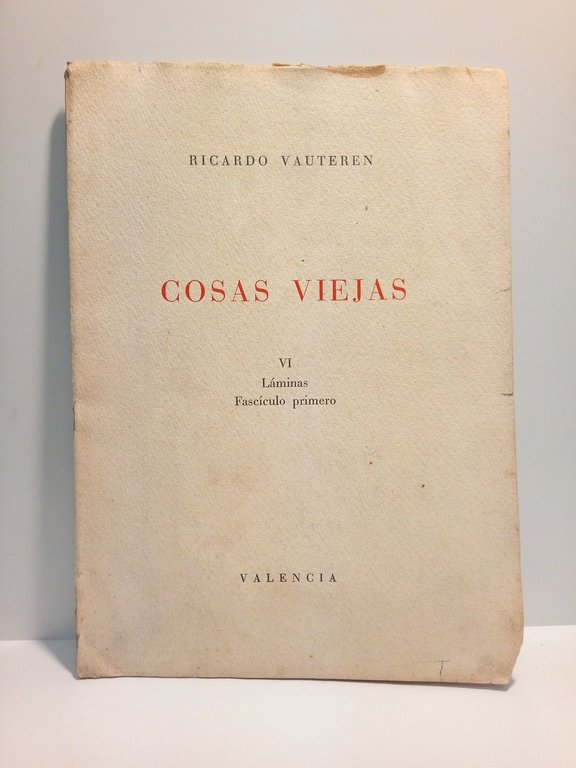 RICARDO VAUTEREN
COSAS VIEJAS
VI
Láminas
Fascículo primero
VALENCIA
T